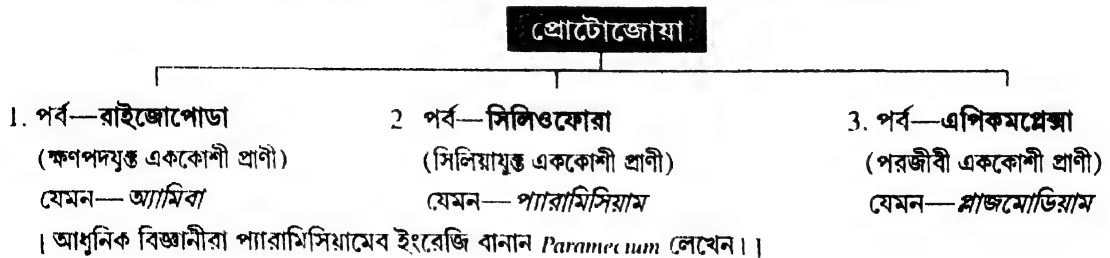 প্রোটোজোয়া
1. পর্ব—রাইজোপোডা 2 পর্ব—সিলিওফোরা 3. পর্ব—এপিকমপ্লেক্সা
(ক্ষণপদযুক্ত এককোশী প্রাণী) (সিলিয়াযুক্ত এককোশী প্রাণী) (পরজীবী এককোশী প্রাণী)
যেমন— অ্যামিবা যেমন— প্যারামিসিয়াম যেমন— প্লাজমোডিয়াম
| আধুনিক বিজ্ঞানীরা প্যারামিসিয়ামেব ইংরেজি বানান Paramecium লেখেন। |